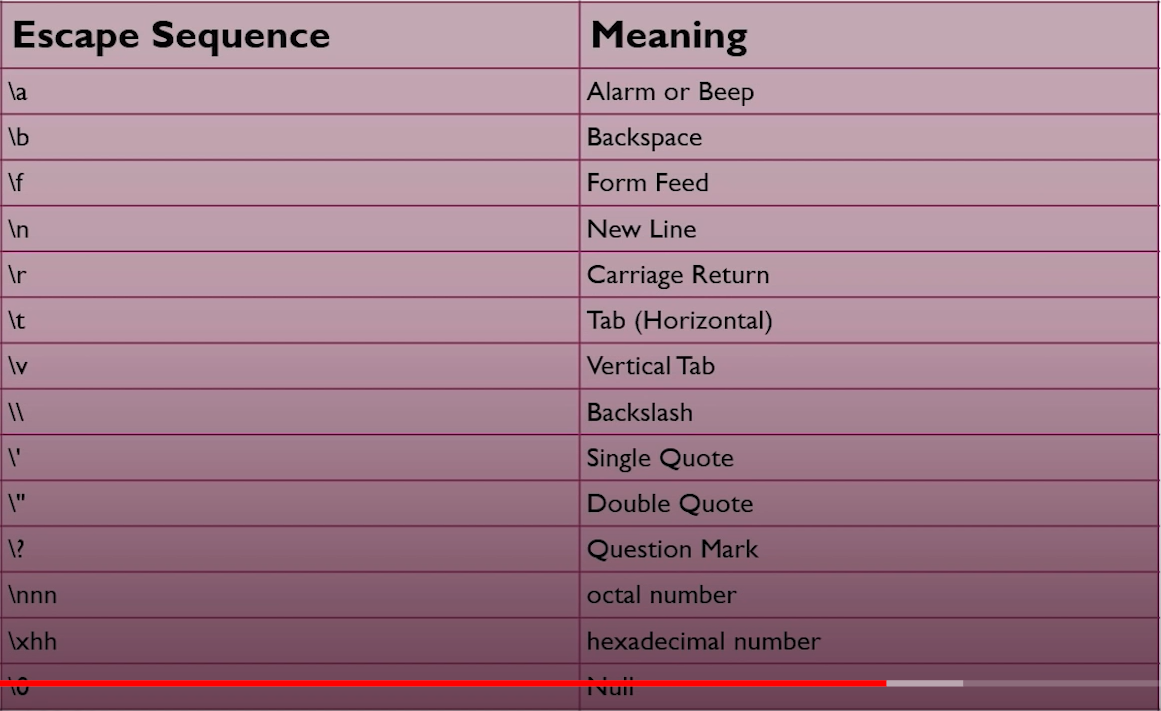 Escape Sequence Meaning
\a Alarm or Beep
\b Backspace
\f Form Feed
\n New Line
\r Carriage Return
\t Tab (Horizontal)
\v Vertical Tab
\\ Backslash
\' Single Quote
\" Double Quote
\? Question Mark
\nnn octal number
\xhh hexadecimal number
\0 Null